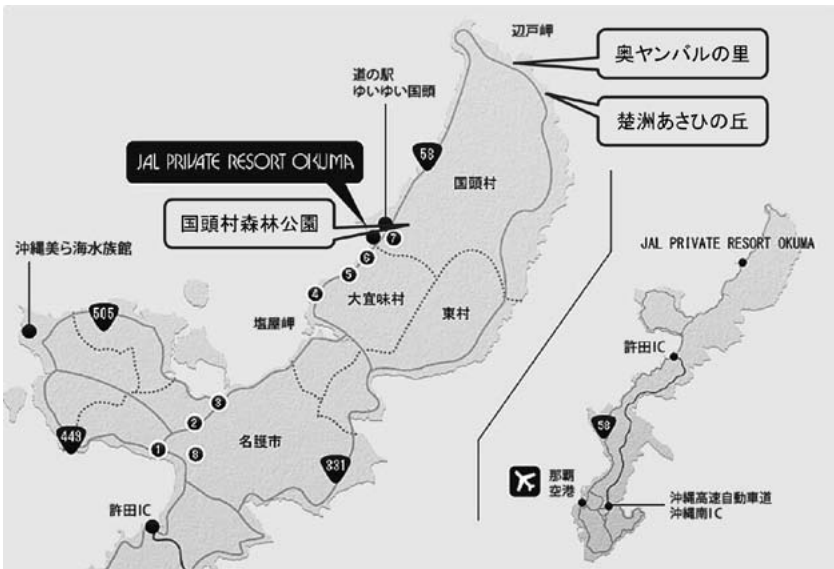 辺戸岬
奥ヤンバルの里
道の駅
ゆいゆい国頭
楚洲あさひの丘
58
JAL PRIVATE RESORT OKUMA
国頭村
国頭村森林公園
沖縄美ら海水族館
7
6
5
4
大宜味村
東村
塩屋岬
505
3
2
1
8
449
名護市
331
許田IC
JAL PRIVATE RESORT OKUMA
許田IC
58
那覇
空港
沖縄高速自動車道
沖縄南IC